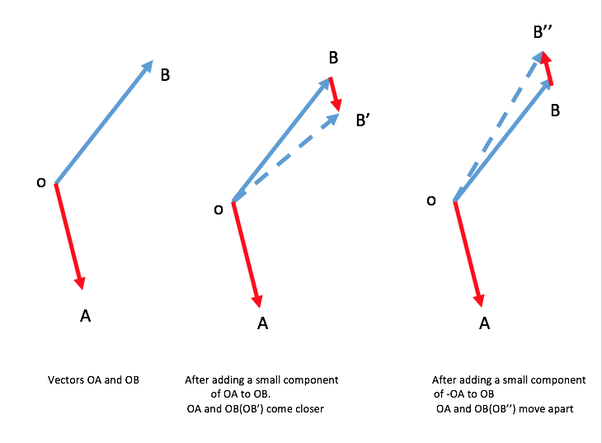 B
O
A
B
B’
O
A
B’’
B
O
A
Vectors OA and OB
After adding a small component
of OA to OB.
OA and OB(OB’) come closer
After adding a small component
of -OA to OB
OA and OB(OB’’) move apart